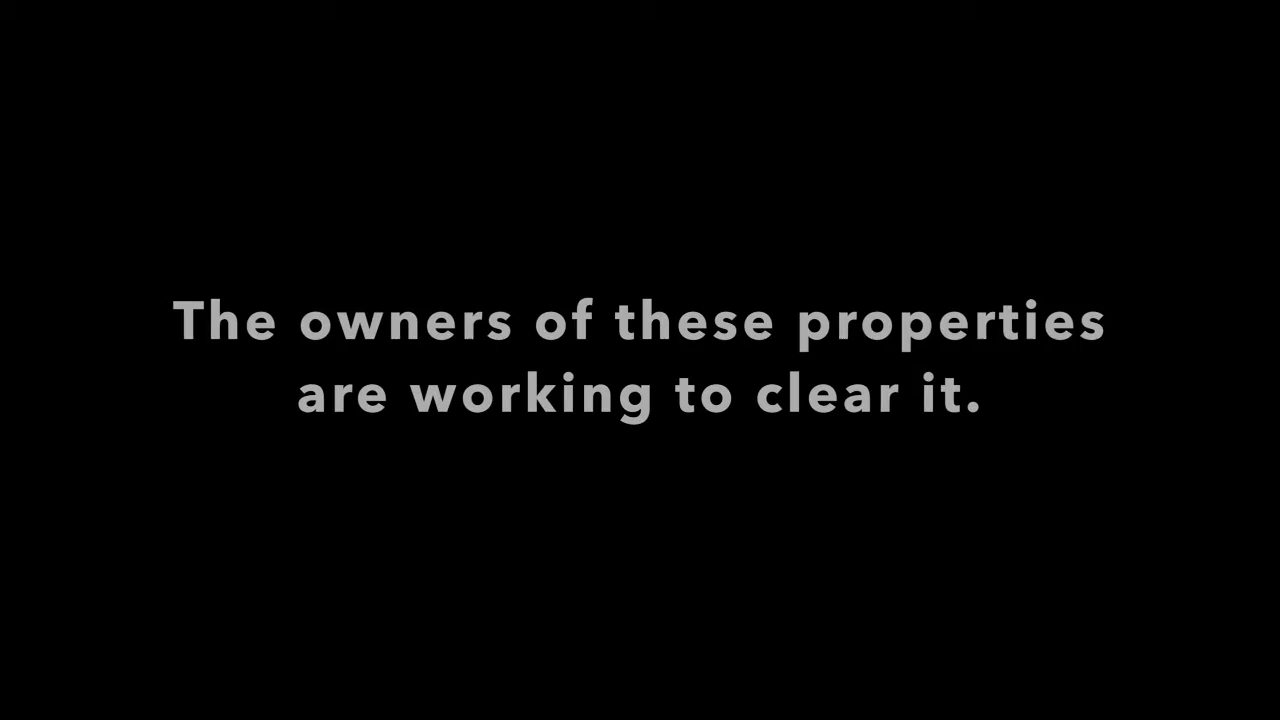 The owners of these properties
are working to clear it.